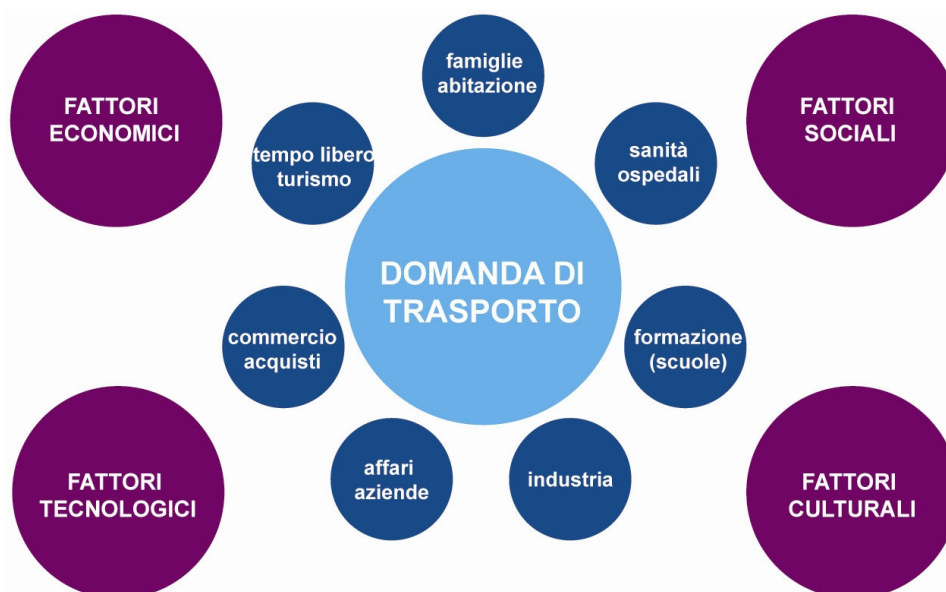 famiglie
abitazione
FATTORI
ECONOMICI
FATTORI
SOCIALI
tempo libero
turismo
sanità
ospedali
DOMANDA DI
TRASPORTO
commercio
acquisti
formazione
(scuole)
FATTORI
TECNOLOGICI
affari
aziende
industria
FATTORI
CULTURALI